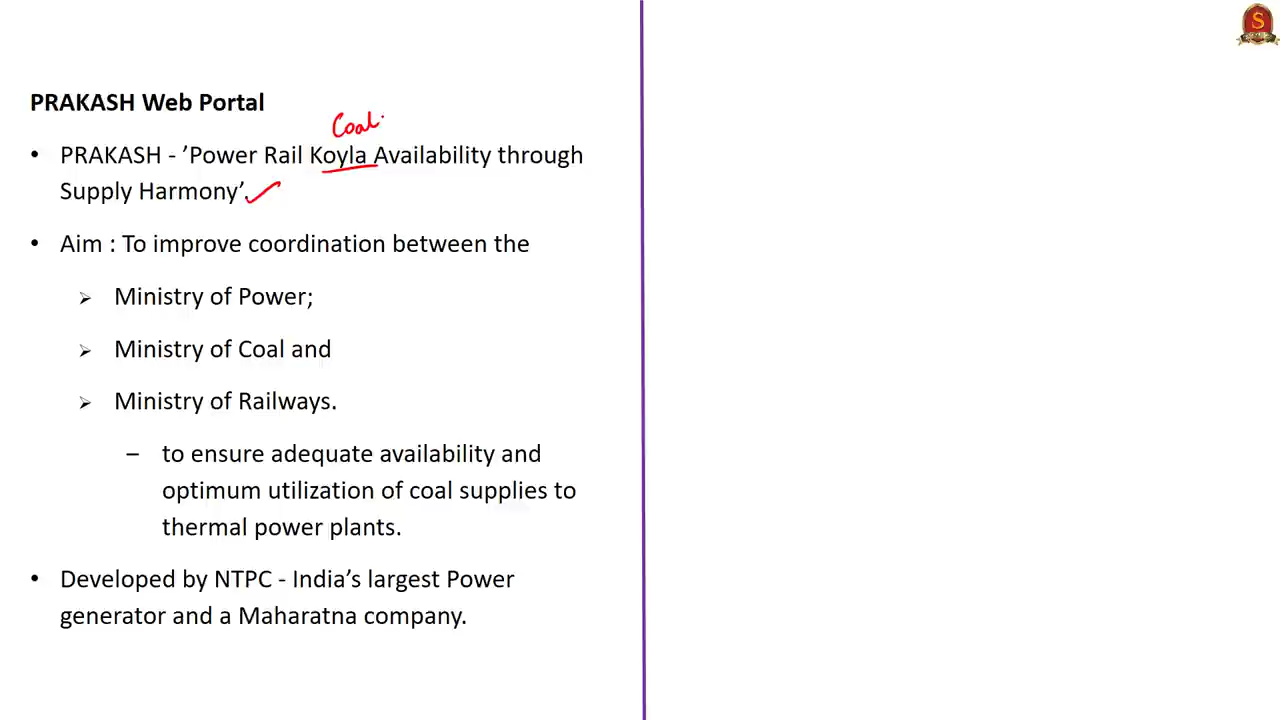 PRAKASH Web Portal
Coal.
• PRAKASH - ’Power Rail Koyla Availability through
Supply Harmony’.
• Aim : To improve coordination between the
➢ Ministry of Power;
➢ Ministry of Coal and
➢ Ministry of Railways.
– to ensure adequate availability and
optimum utilization of coal supplies to
thermal power plants.
• Developed by NTPC - India’s largest Power
generator and a Maharatna company.
S